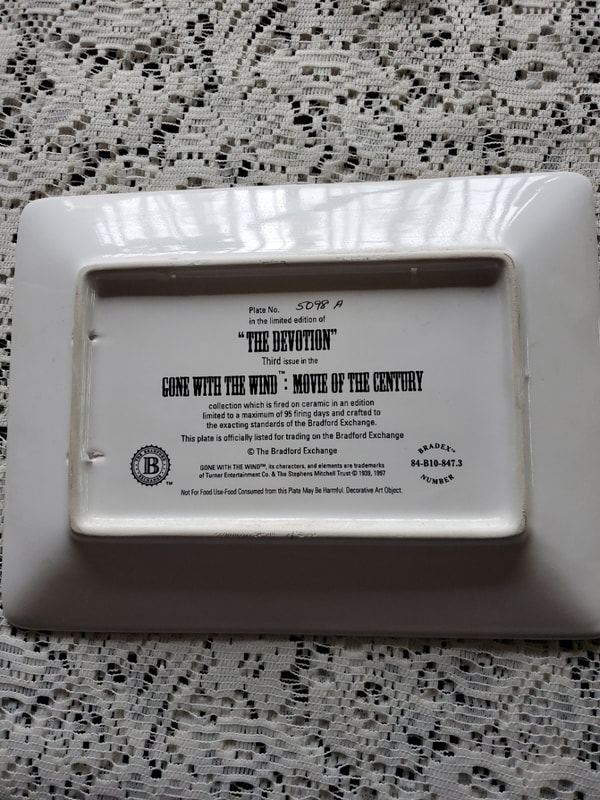 Plate No. 5098 A
in the limited edition of
"THE DEVOTION"
Third issue in the
GONE WITH THE WIND™: MOVIE OF THE CENTURY
collection which is fired on ceramic in an edition
limited to a maximum of 95 firing days and crafted to
the exacting standards of the Bradford Exchange.
This plate is officially listed for trading on the Bradford Exchange
© The Bradford Exchange
GONE WITH THE WIND™, its characters, and elements are trademarks
of Turner Entertainment Co. & The Stephens Mitchell Trust © 1939, 1997
Not For Food Use-Food Consumed from this Plate May Be Harmful. Decorative Art Object.
THE BRADFORD
B
EXCHANGE
TM
BRADEX™
84-B10-847.3
NUMBER